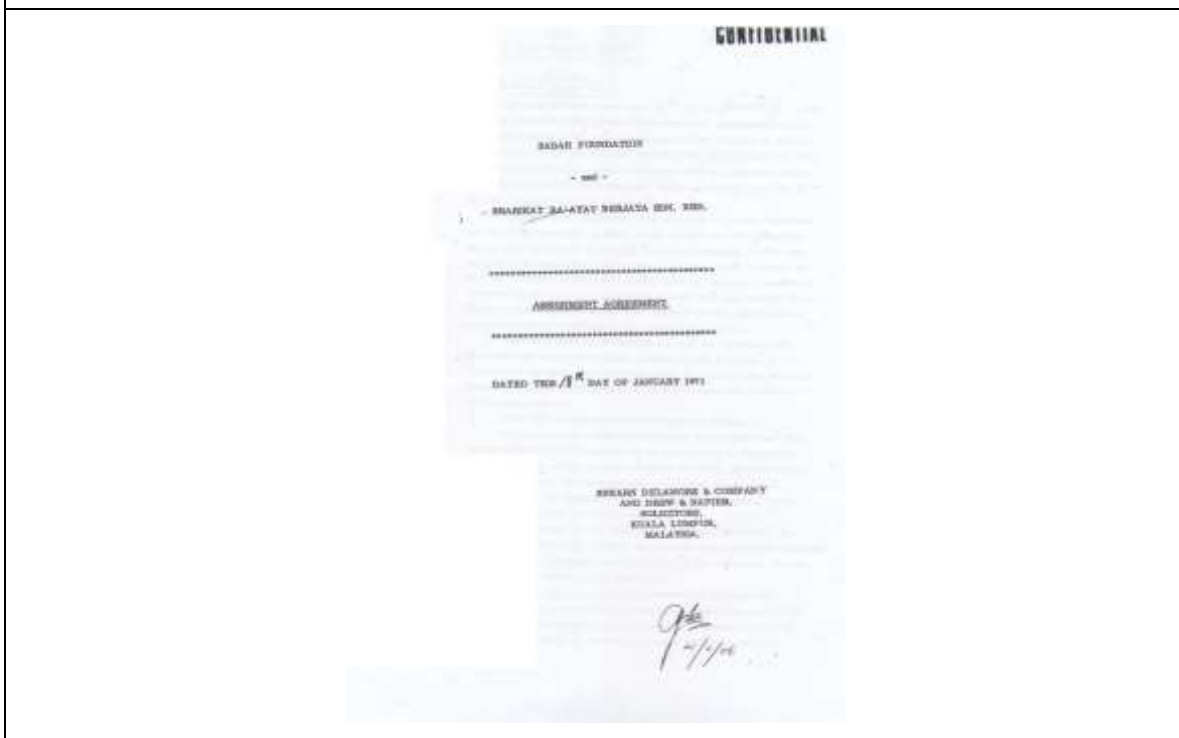 CONFIDENTIAL
SABAH FOUNDATION
- and -
SHARIKAT RA-AYAT BERJAYA SDN. BHD.
ASSIGNMENT AGREEMENT
DATED THE DAY OF JANUARY 1971
SHEARN DELAMORE & COMPANY
AND DREW & NAPIER,
SOLICITORS,
KUALA LUMPUR,
MALAYSIA.